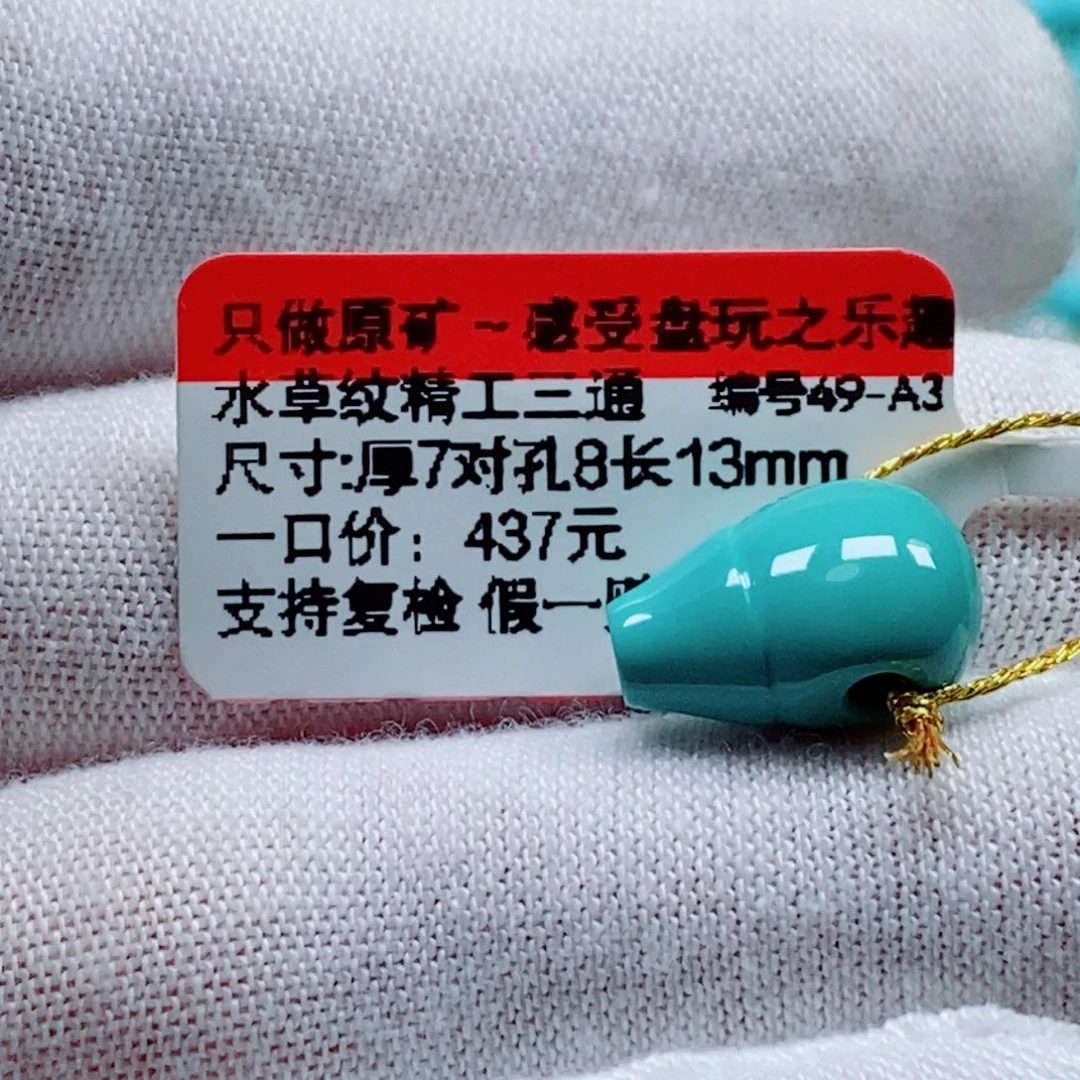 只做原矿~感受盘玩之乐趣
水草纹精工三通 编号49-A3
尺寸:厚7对孔8长13mm
一口价：437元
支持复检 假一